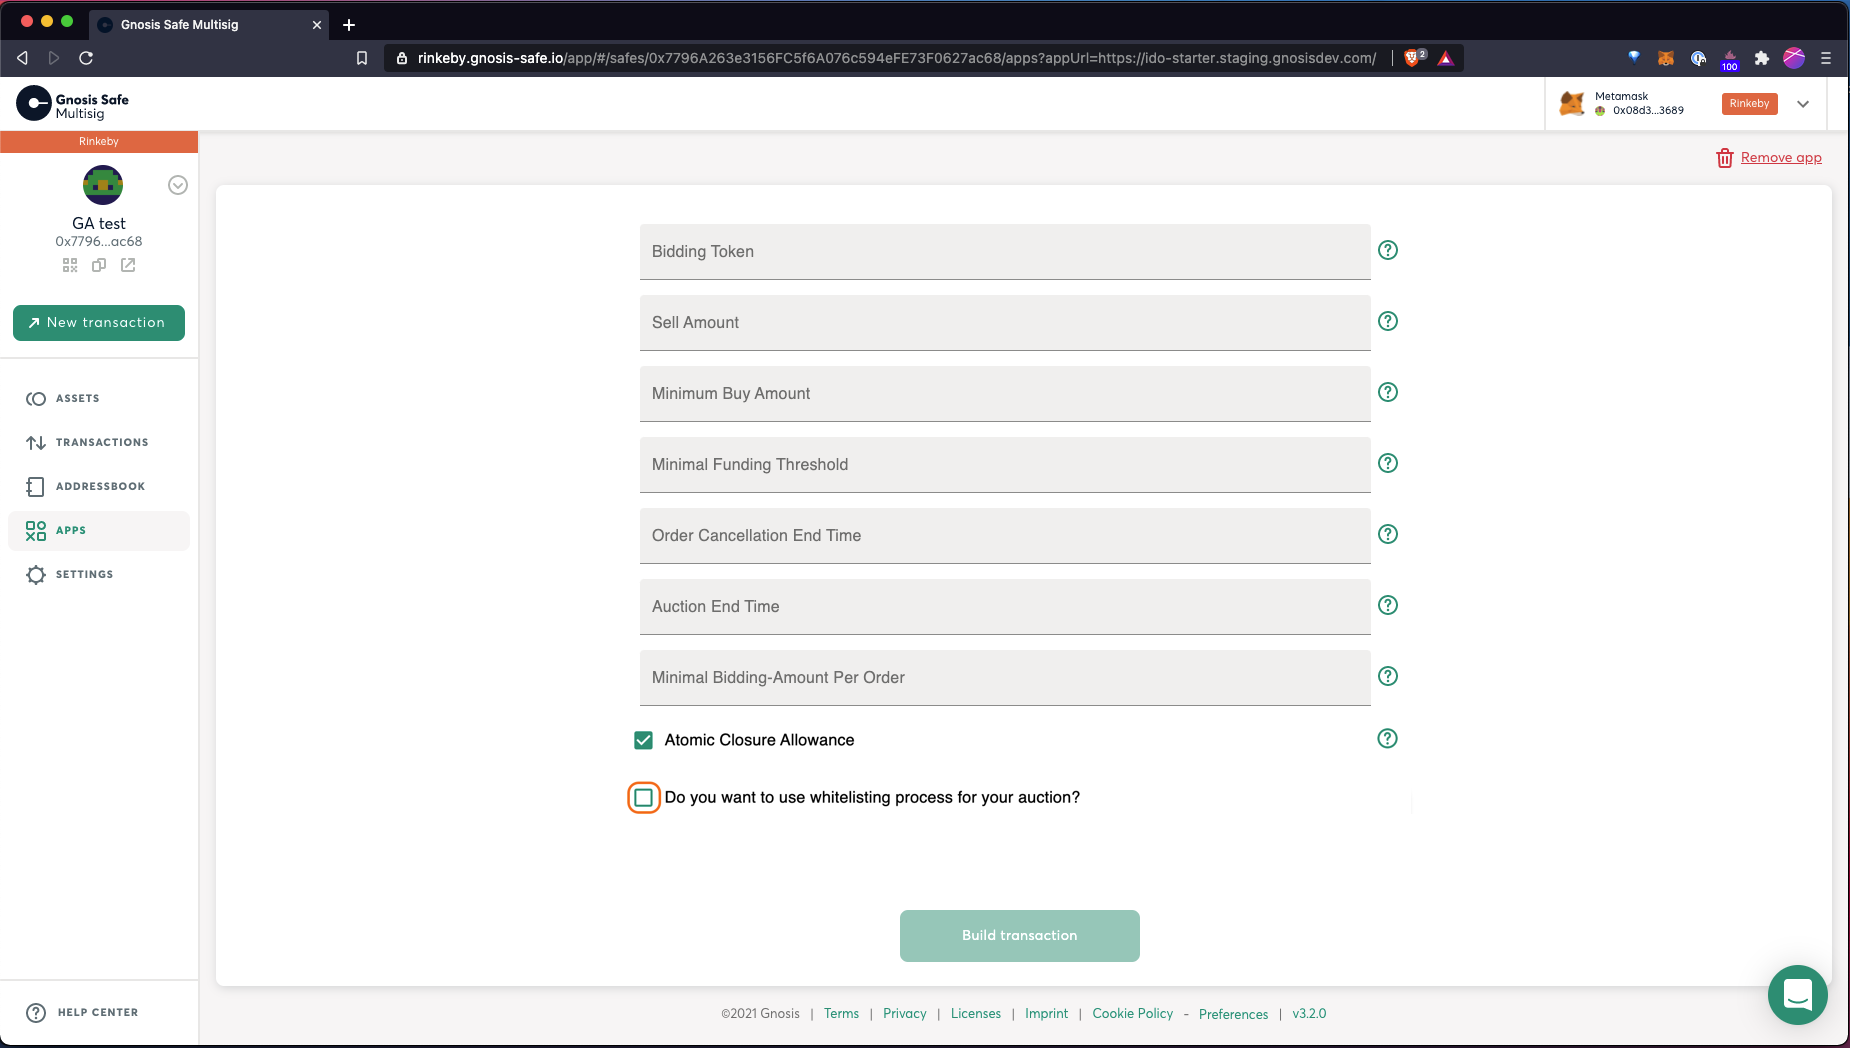 Gnosis Safe Multisig
rinkeby.gnosis-safe.io/app/#/safes/0x7796A263e3156FC5f6A076c594eFE73F0627ac68/apps?appUrl=https://ido-starter.staging.gnosisdev.com/
2
100
Gnosis Safe
Multisig
Metamask
0x08d3...3689
Rinkeby
Rinkeby
Remove app
GA test
0x7796...ac68
New transaction
ASSETS
TRANSACTIONS
ADDRESSBOOK
APPS
SETTINGS
HELP CENTER
Bidding Token
Sell Amount
Minimum Buy Amount
Minimal Funding Threshold
Order Cancellation End Time
Auction End Time
Minimal Bidding-Amount Per Order
Atomic Closure Allowance
Do you want to use whitelisting process for your auction?
Build transaction
©2021 Gnosis | Terms | Privacy | Licenses | Imprint | Cookie Policy - Preferences | v3.2.0